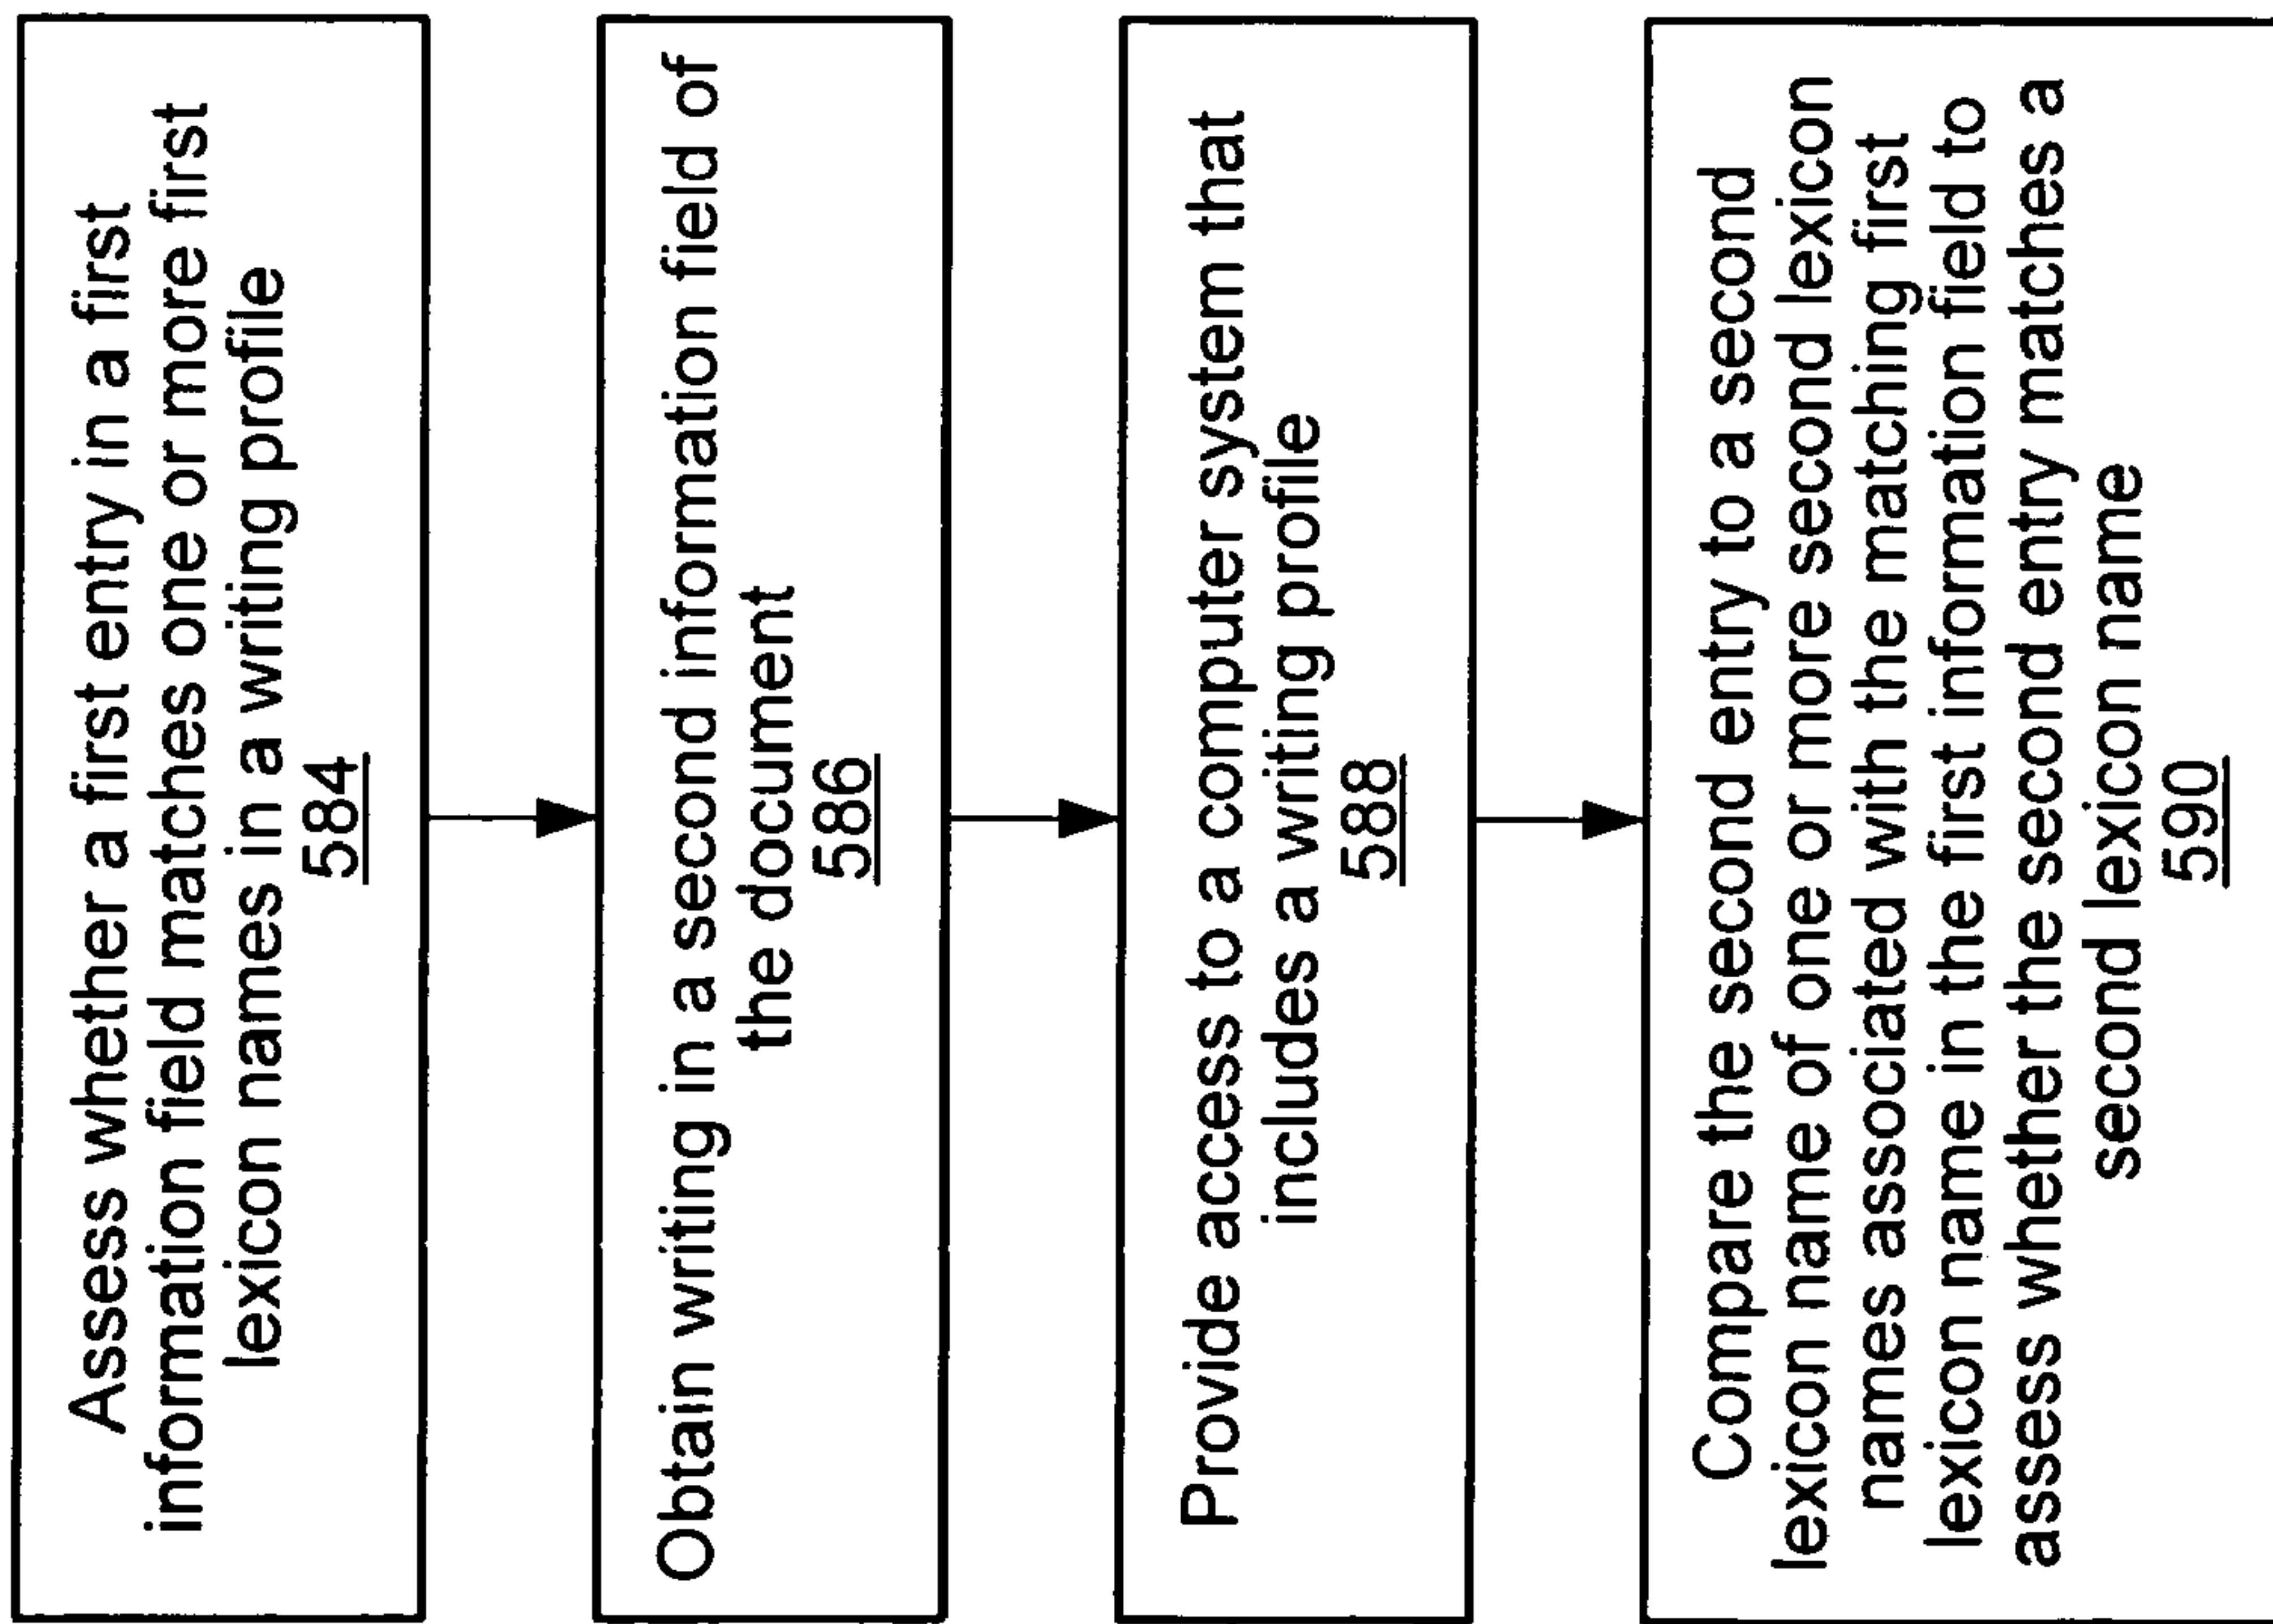 Assess whether a first entry in a first
information field matches one or more first
lexicon names in a writing profile
584
Obtain writing in a second information field of
the document
586
Provide access to a computer system that
includes a writing profile
588
Compare the second entry to a second
lexicon name of one or more second lexicon
names associated with the matching first
lexicon name in the first information field to
assess whether the second entry matches a
second lexicon name
590